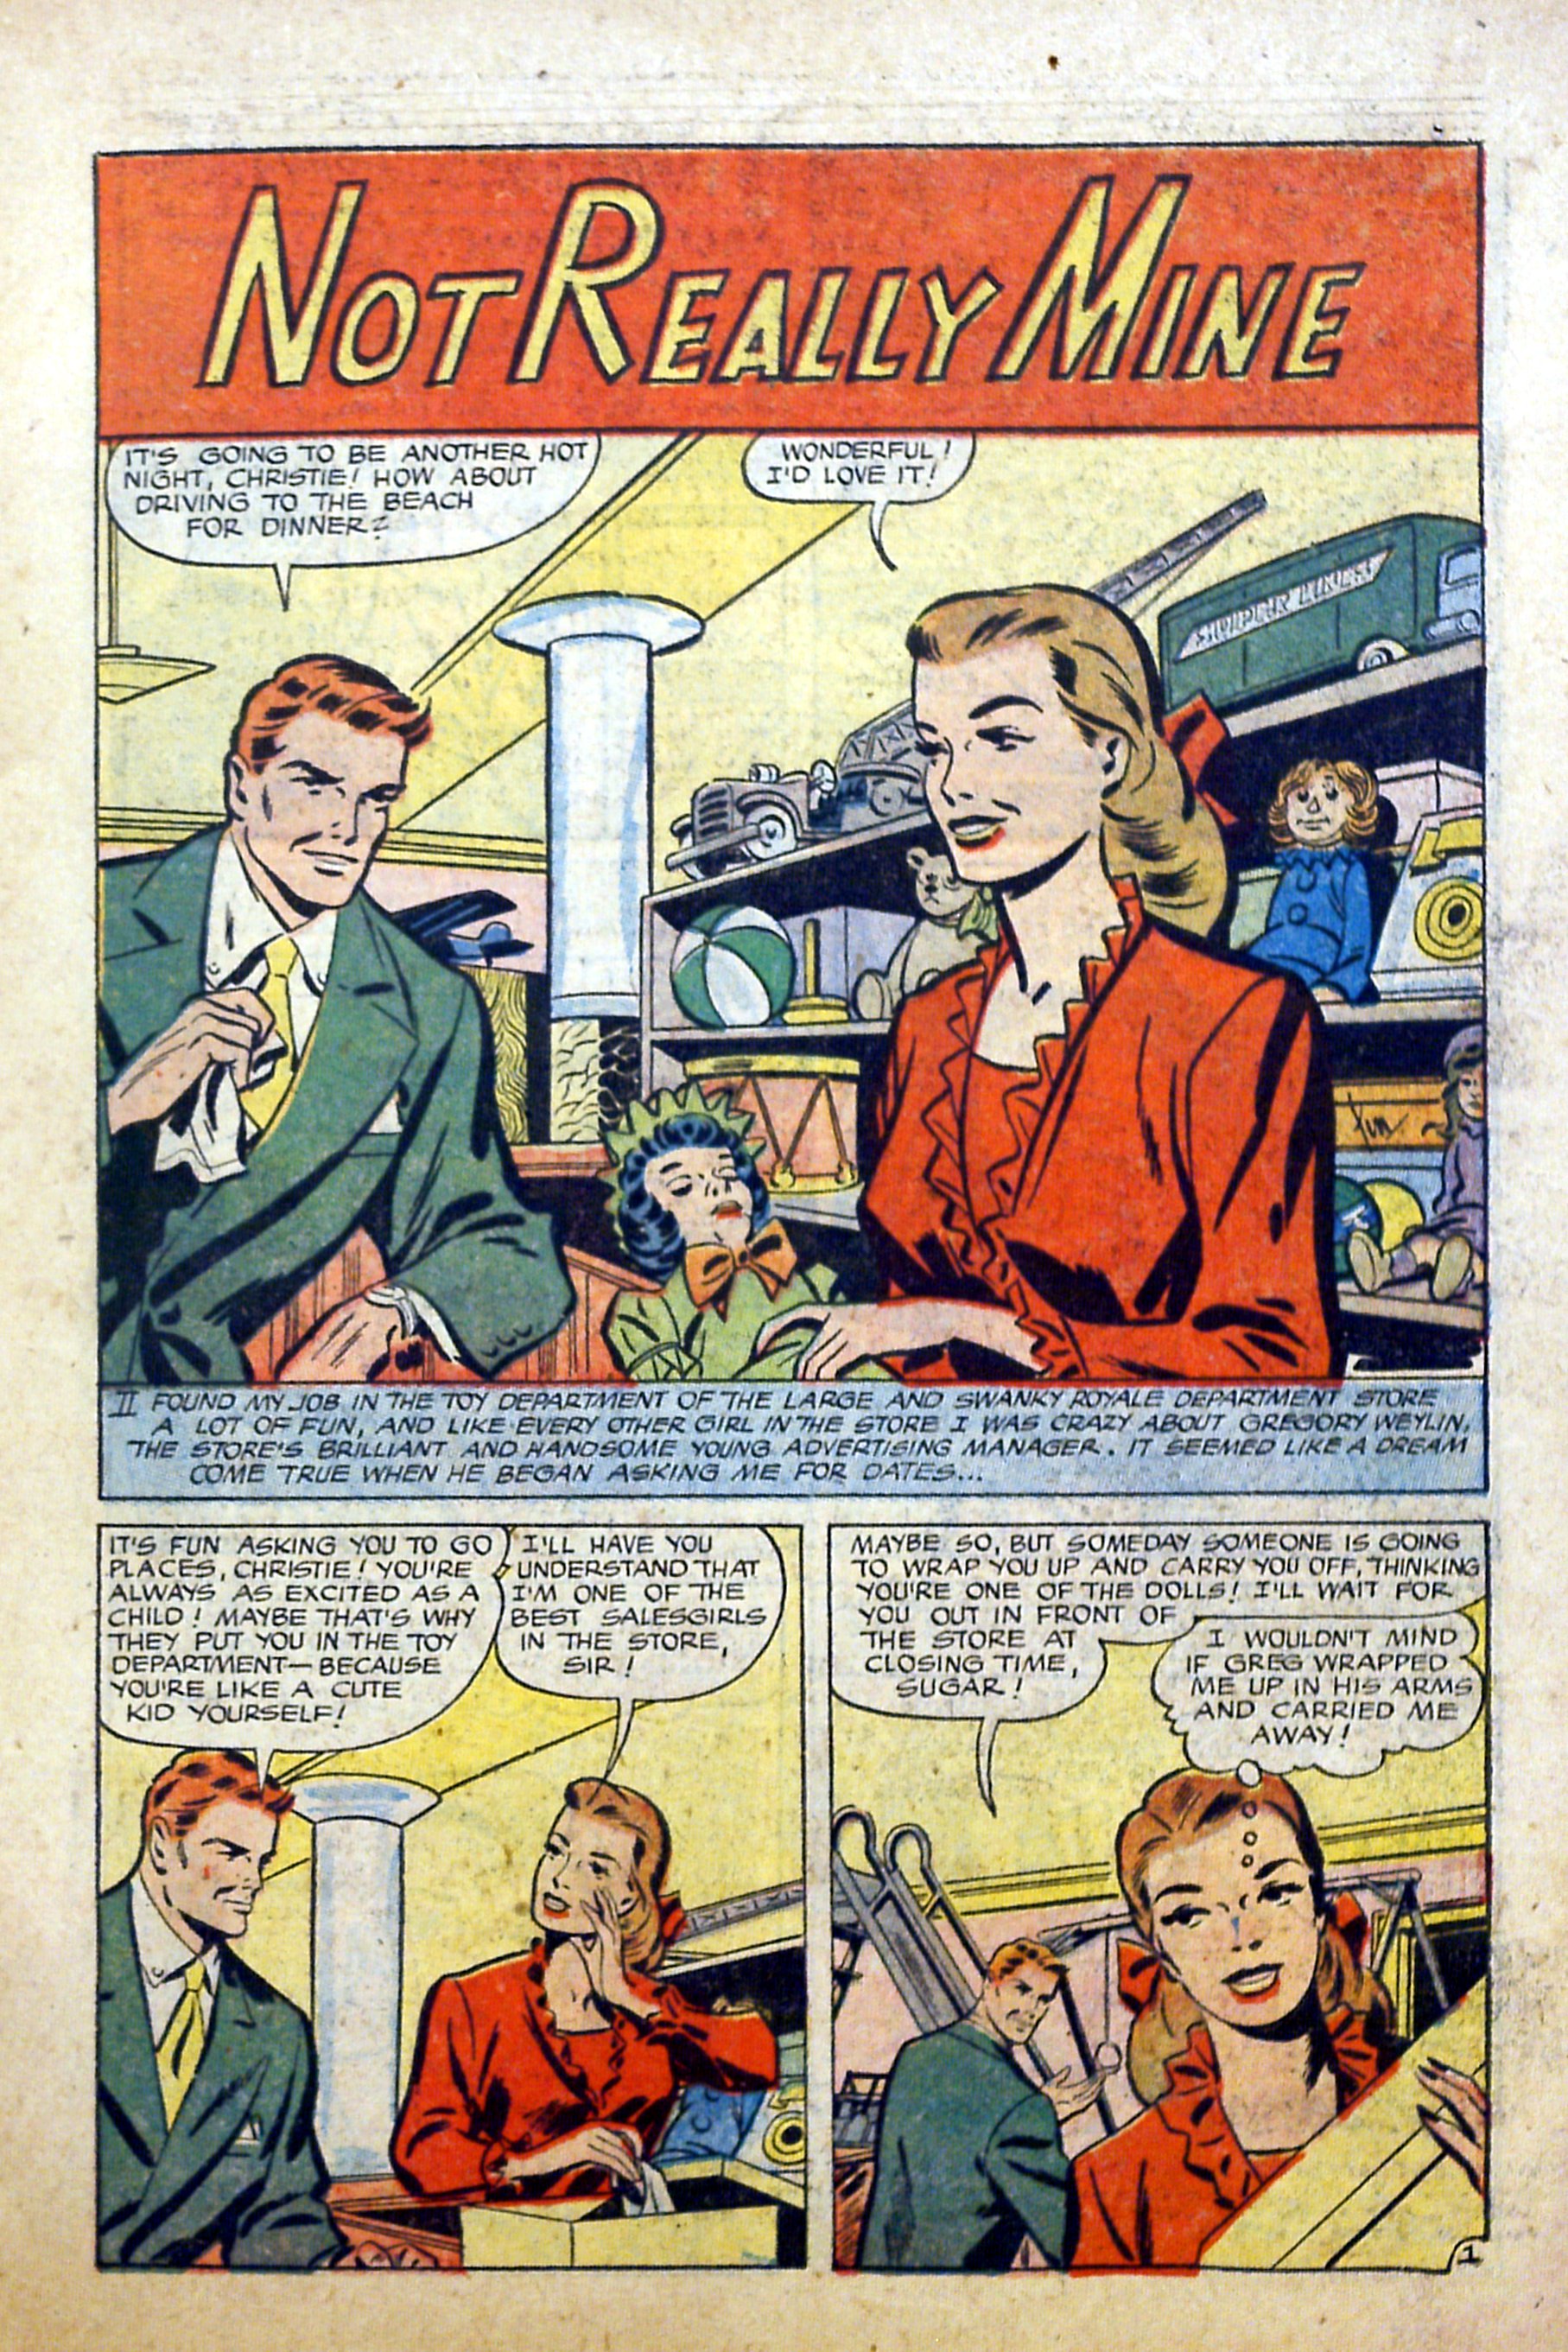 NOT REALLY MINE
IT'S GOING TO BE ANOTHER HOT
NIGHT, CHRISTIE! HOW ABOUT
DRIVING TO THE BEACH
FOR DINNER?
WONDERFUL!
I'D LOVE IT!
I FOUND MY JOB IN THE TOY DEPARTMENT OF THE LARGE AND SWANKY ROYALE DEPARTMENT STORE
A LOT OF FUN, AND LIKE EVERY OTHER GIRL IN THE STORE I WAS CRAZY ABOUT GREGORY WEYLIN,
THE STORE'S BRILLIANT AND HANDSOME YOUNG ADVERTISING MANAGER. IT SEEMED LIKE A DREAM
COME TRUE WHEN HE BEGAN ASKING ME FOR DATES...
IT'S FUN ASKING YOU TO GO
PLACES, CHRISTIE! YOU'RE
ALWAYS AS EXCITED AS A
CHILD! MAYBE THAT'S WHY
THEY PUT YOU IN THE TOY
DEPARTMENT—BECAUSE
YOU'RE LIKE A CUTE
KID YOURSELF!
I'LL HAVE YOU
UNDERSTAND THAT
I'M ONE OF THE
BEST SALESGIRLS
IN THE STORE,
SIR!
MAYBE SO, BUT SOMEDAY SOMEONE IS GOING
TO WRAP YOU UP AND CARRY YOU OFF, THINKING
YOU'RE ONE OF THE DOLLS! I'LL WAIT FOR
YOU OUT IN FRONT OF
THE STORE AT
CLOSING TIME,
SUGAR!
I WOULDN'T MIND
IF GREG WRAPPED
ME UP IN HIS ARMS
AND CARRIED ME
AWAY!
1